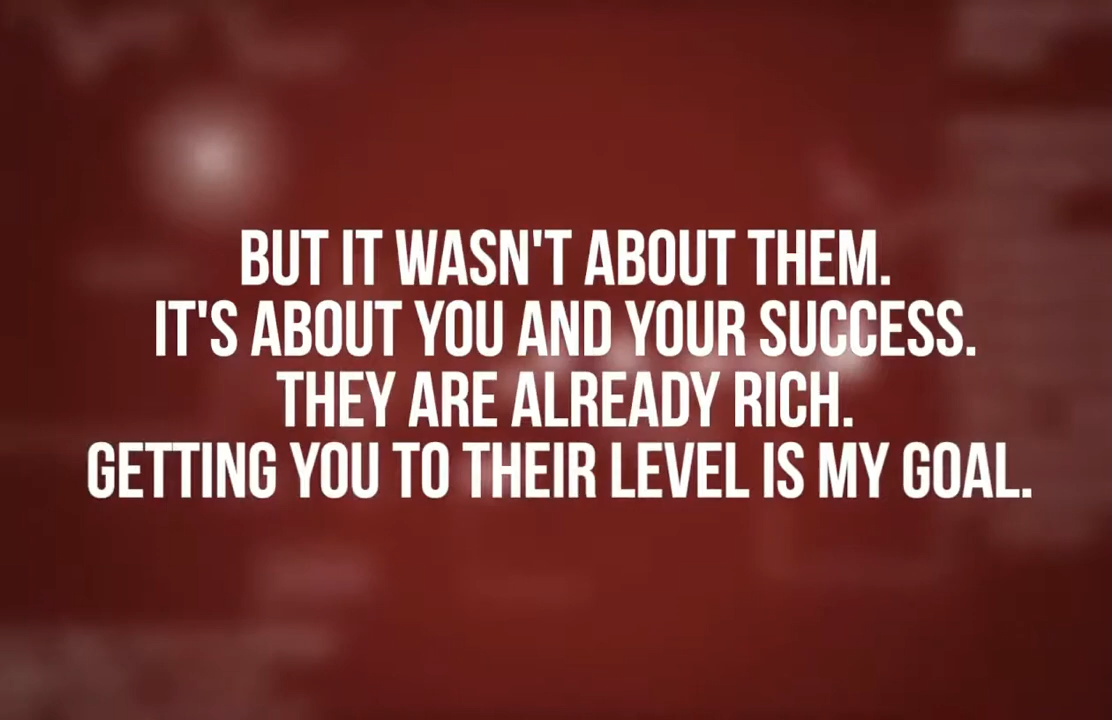 BUT IT WASN'T ABOUT THEM.
IT'S ABOUT YOU AND YOUR SUCCESS.
THEY ARE ALREADY RICH.
GETTING YOU TO THEIR LEVEL IS MY GOAL.